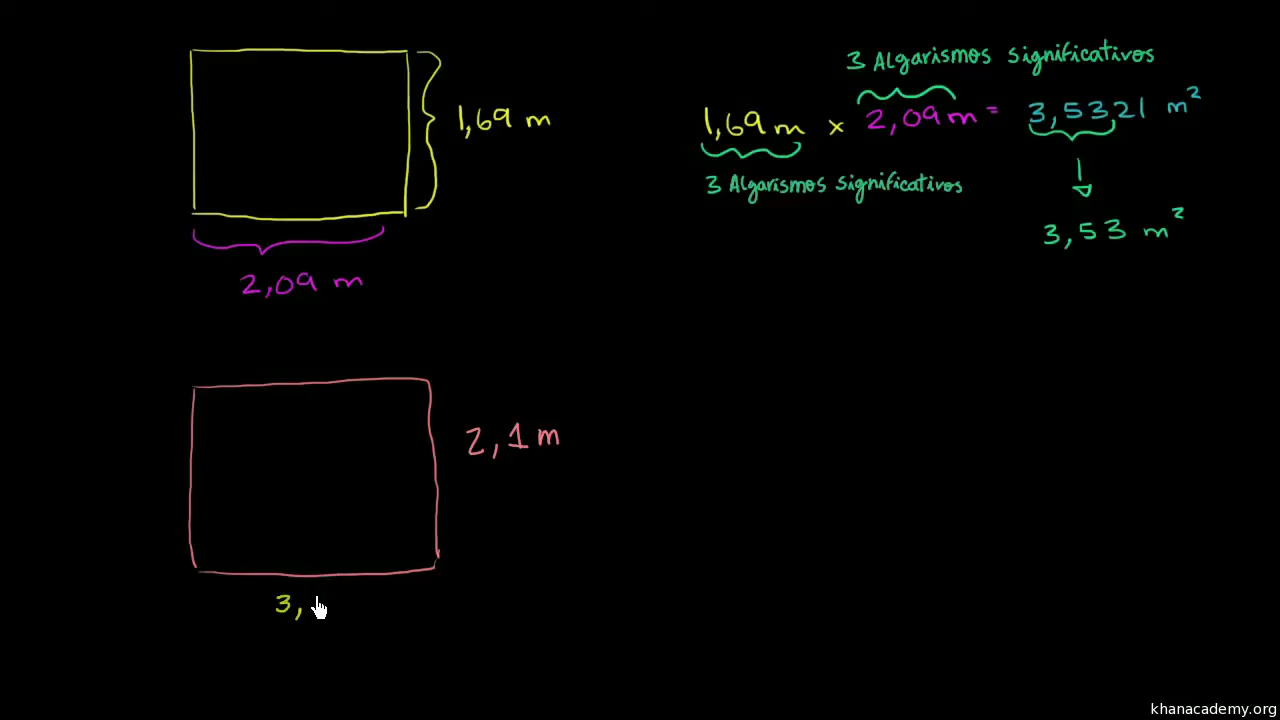 1,69 m
2,09 m
3 Algarismos significativos
1,69 m x 2,09 m = 3,5321 m²
3 Algarismos significativos
3,53 m²
2,1 m
3,
khanacademy.org